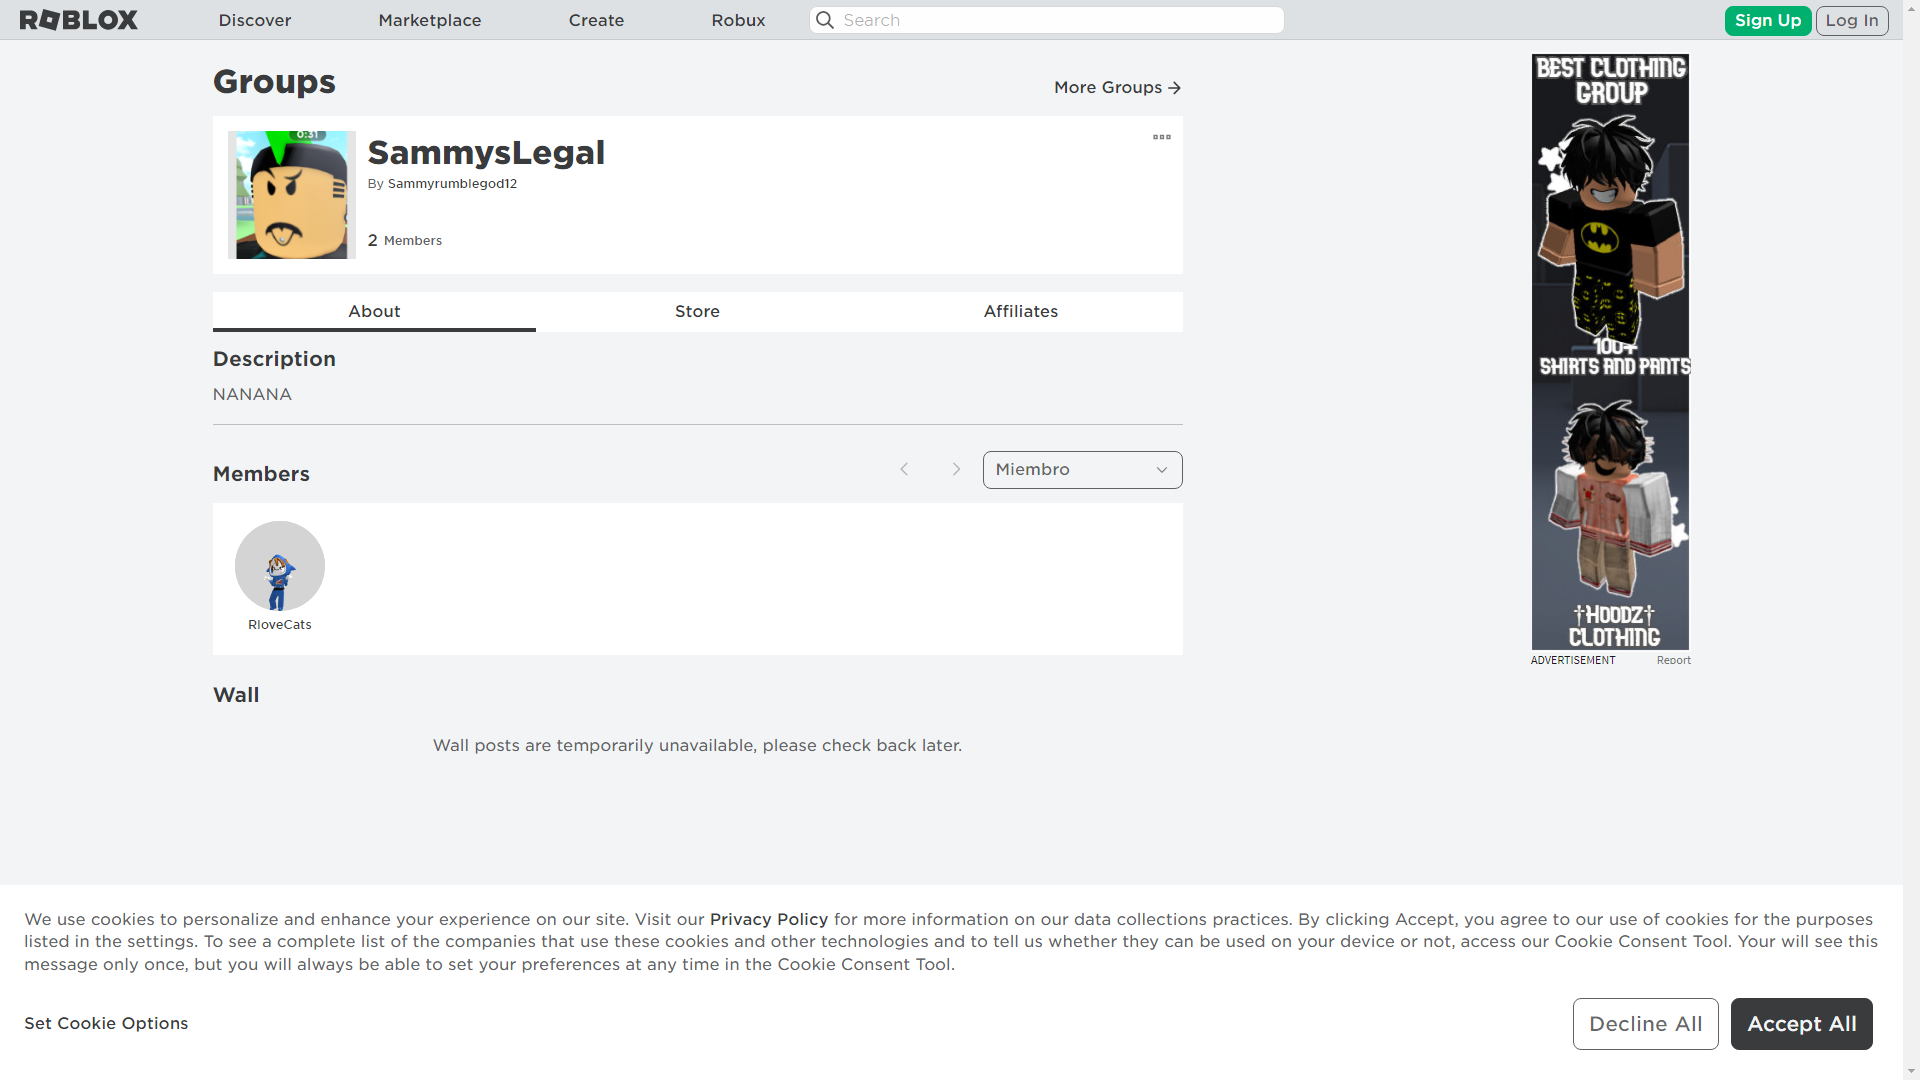 ROBLOX
Discover
Marketplace
Create
Robux
Search
Sign Up
Log In
Groups
More Groups
0:31
SammysLegal
By Sammyrumblegod12
2 Members
About
Store
Affiliates
Description
NANANA
Members
Miembro
RloveCats
Wall
Wall posts are temporarily unavailable, please check back later.
BEST CLOTHING
GROUP
100+
SHIRTS AND PANTS
†HOODZ†
CLOTHING
ADVERTISEMENT
Report
We use cookies to personalize and enhance your experience on our site. Visit our Privacy Policy for more information on our data collections practices. By clicking Accept, you agree to our use of cookies for the purposes
listed in the settings. To see a complete list of the companies that use these cookies and other technologies and to tell us whether they can be used on your device or not, access our Cookie Consent Tool. Your will see this
message only once, but you will always be able to set your preferences at any time in the Cookie Consent Tool.
Set Cookie Options
Decline All
Accept All